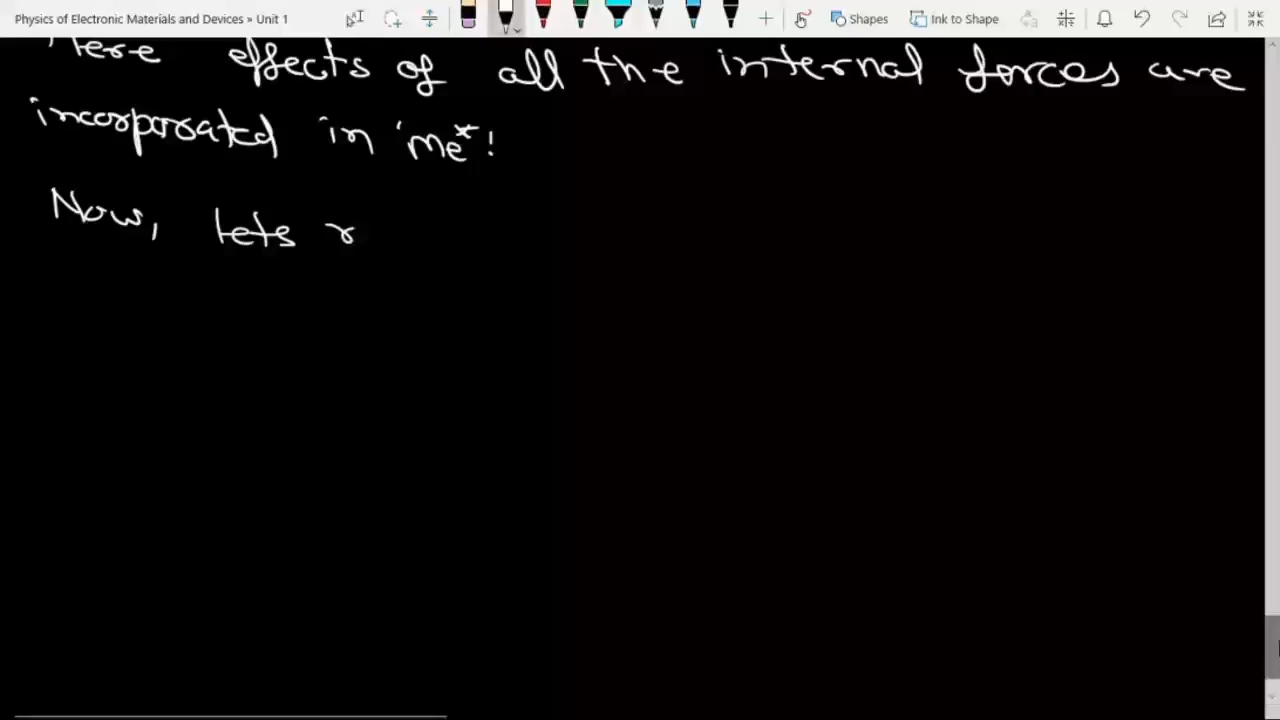 Physics of Electronic Materials and Devices » Unit 1
Shapes
Ink to Shape
Here effects of all the internal forces are
incorporated in 'me*'.
Now, lets r